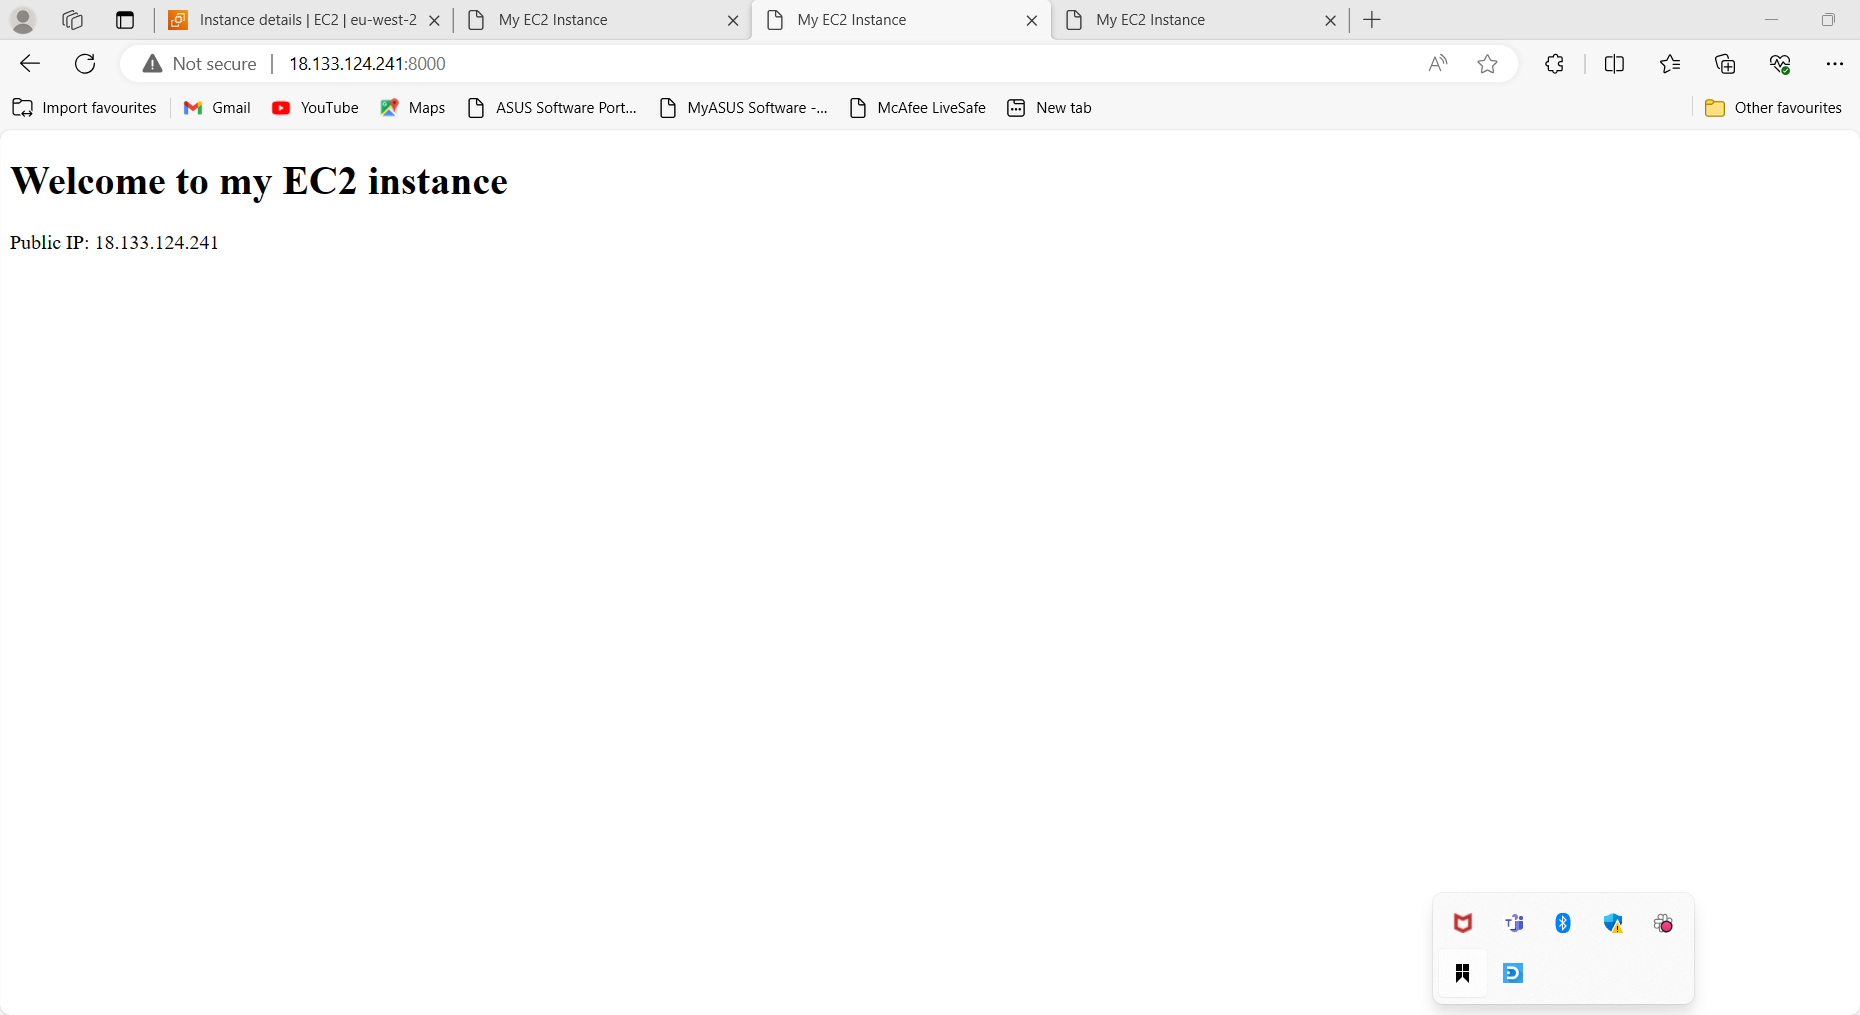 Instance details | EC2 | eu-west-2
My EC2 Instance
My EC2 Instance
My EC2 Instance
Not secure
18.133.124.241:8000
Import favourites
Gmail
YouTube
Maps
ASUS Software Port...
MyASUS Software -...
McAfee LiveSafe
New tab
Other favourites
Welcome to my EC2 instance
Public IP: 18.133.124.241